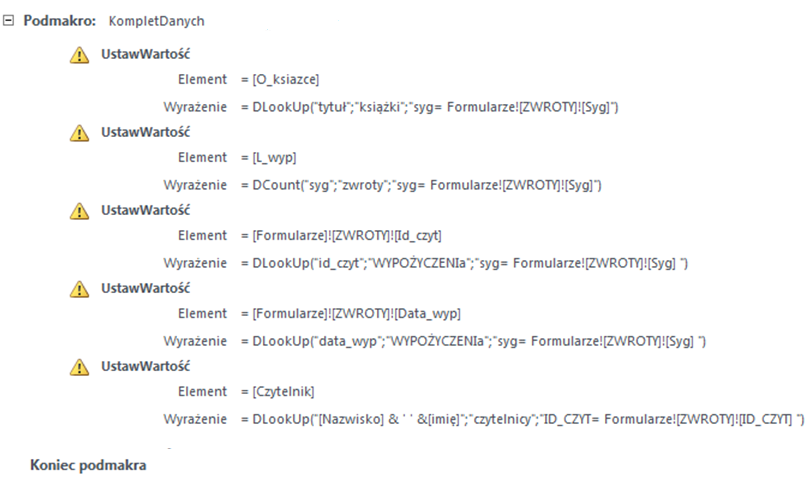 Podmakro: KompletDanych
UstawWartość
Element = [O_ksiazce]
Wyrażenie = DLookUp("tytuł";"książki";"syg= Formularze![ZWROTY]![Syg]")
UstawWartość
Element = [L_wyp]
Wyrażenie = DCount("syg";"zwroty";"syg= Formularze![ZWROTY]![Syg]")
UstawWartość
Element = [Formularze]![ZWROTY]![Id_czyt]
Wyrażenie = DLookUp("id_czyt";"WYPOŻYCZENIa";"syg= Formularze![ZWROTY]![Syg] ")
UstawWartość
Element = [Formularze]![ZWROTY]![Data_wyp]
Wyrażenie = DLookUp("data_wyp";"WYPOŻYCZENIa";"syg= Formularze![ZWROTY]![Syg] ")
UstawWartość
Element = [Czytelnik]
Wyrażenie = DLookUp("[Nazwisko] & ' ' &[imię]";"czytelnicy";"ID_CZYT= Formularze![ZWROTY]![ID_CZYT] ")
Koniec podmakra